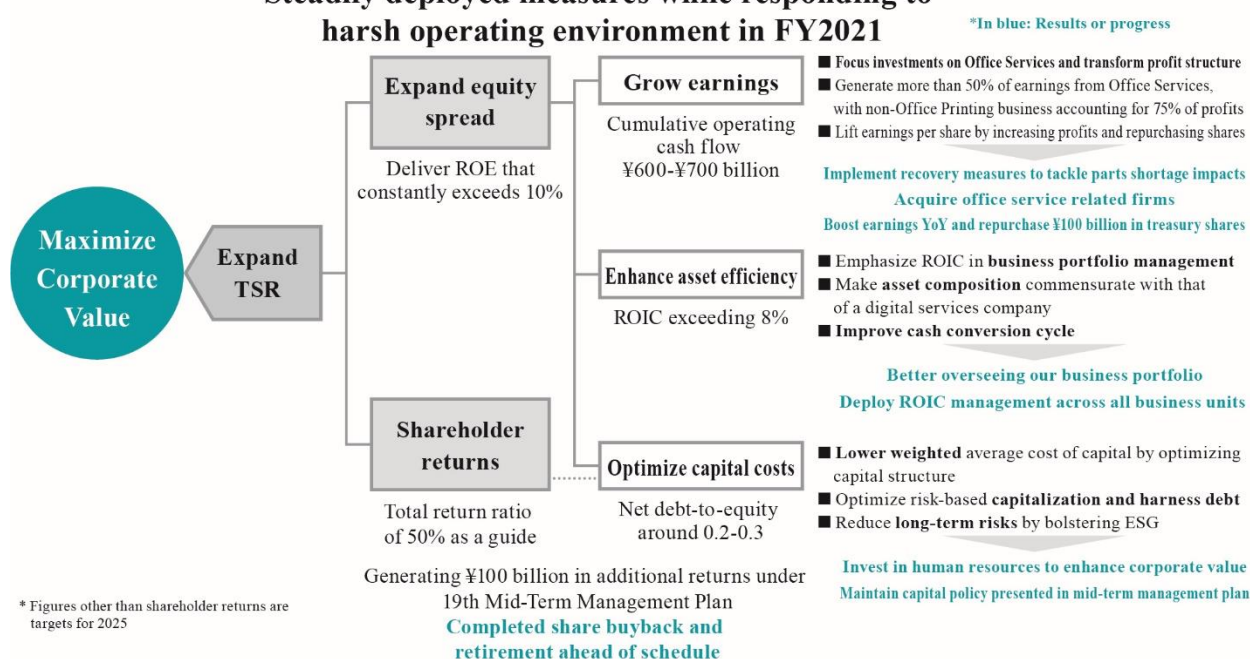 Steadily deployed measures while responding to
harsh operating environment in FY2021
*In blue: Results or progress
Maximize
Corporate
Value
Expand
TSR
Expand equity
spread
Deliver ROE that
constantly exceeds 10%
Shareholder
returns
Total return ratio
of 50% as a guide
Generating ¥100 billion in additional returns under
19th Mid-Term Management Plan
Completed share buyback and
retirement ahead of schedule
Grow earnings
Cumulative operating
cash flow
¥600-¥700 billion
■ Focus investments on Office Services and transform profit structure
■ Generate more than 50% of earnings from Office Services,
with non-Office Printing business accounting for 75% of profits
■ Lift earnings per share by increasing profits and repurchasing shares
Implement recovery measures to tackle parts shortage impacts
Acquire office service related firms
Boost earnings YoY and repurchase ¥100 billion in treasury shares
Enhance asset efficiency
ROIC exceeding 8%
■ Emphasize ROIC in business portfolio management
■ Make asset composition commensurate with that
of a digital services company
■ Improve cash conversion cycle
Better overseeing our business portfolio
Deploy ROIC management across all business units
Optimize capital costs
Net debt-to-equity
around 0.2-0.3
■ Lower weighted average cost of capital by optimizing
capital structure
■ Optimize risk-based capitalization and harness debt
■ Reduce long-term risks by bolstering ESG
Invest in human resources to enhance corporate value
Maintain capital policy presented in mid-term management plan
* Figures other than shareholder returns are
targets for 2025